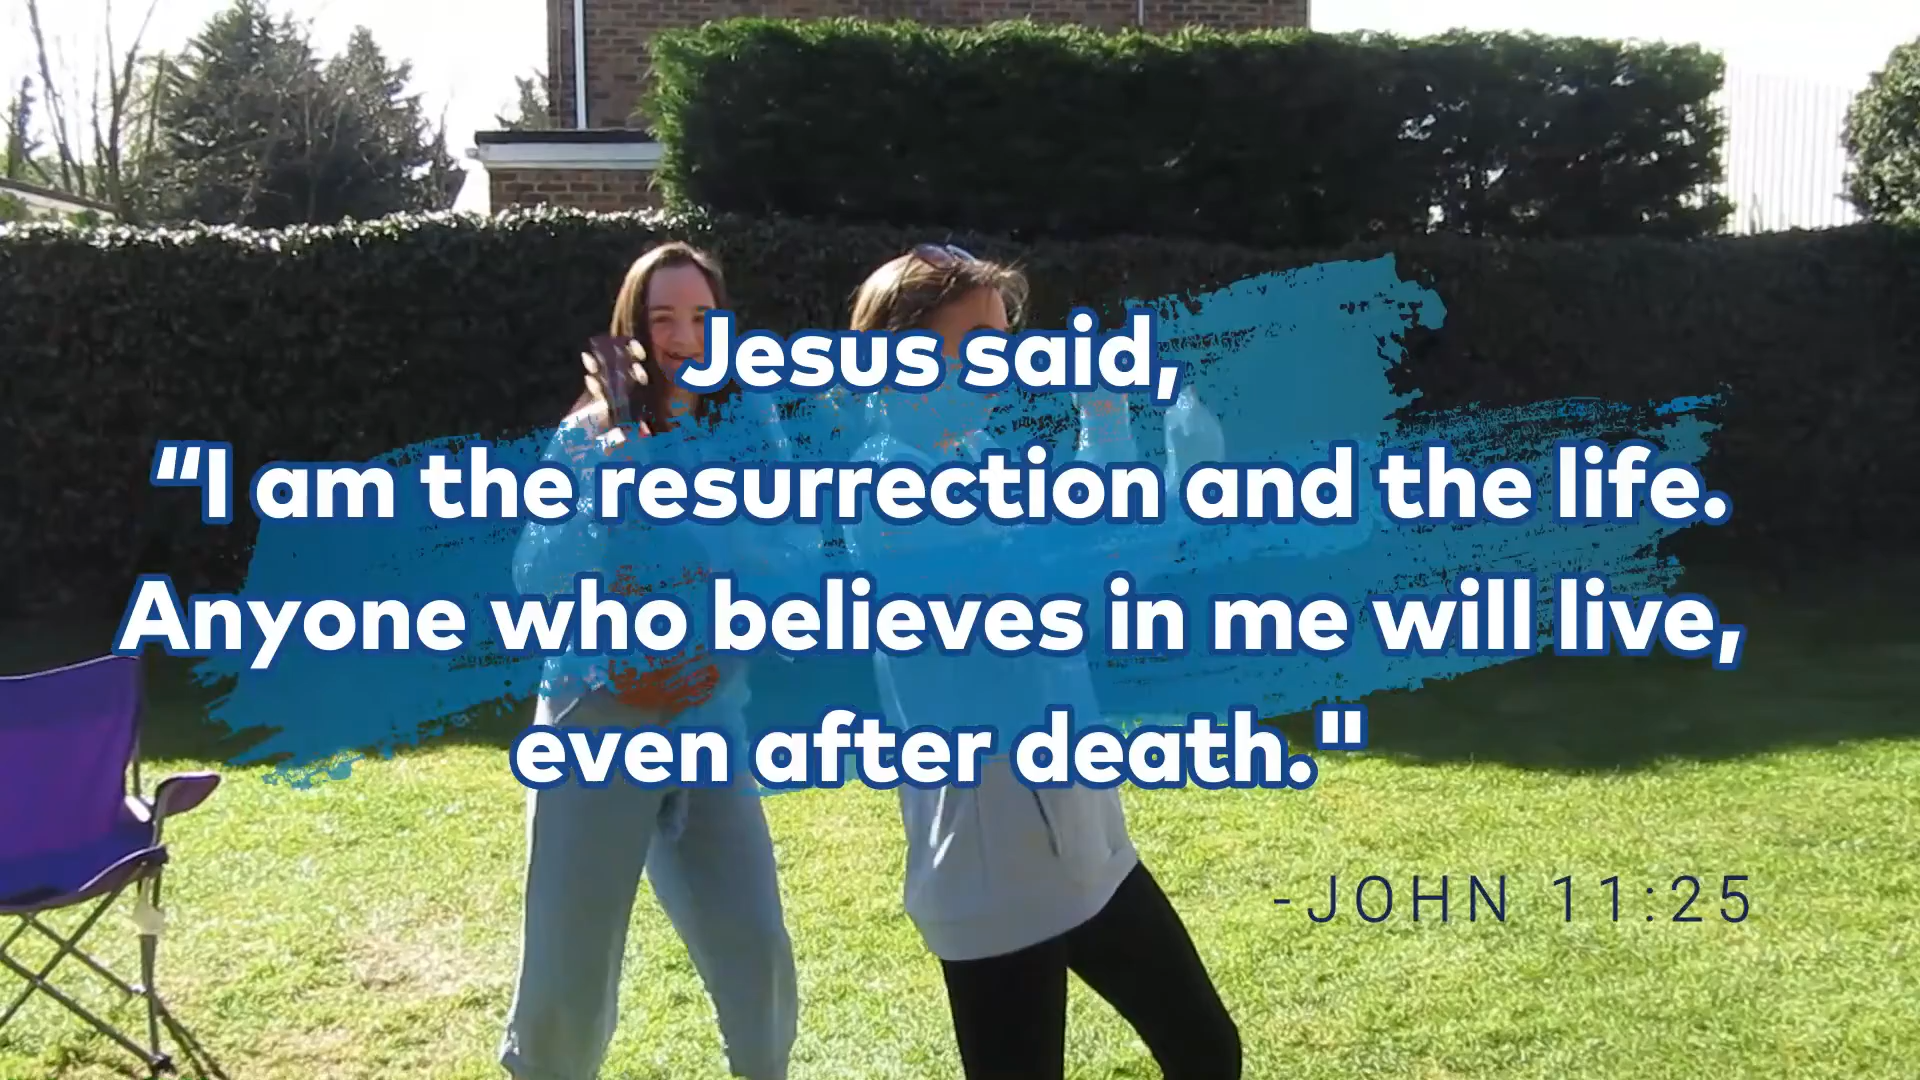 Jesus said,
“I am the resurrection and the life.
Anyone who believes in me will live,
even after death."
-JOHN 11:25